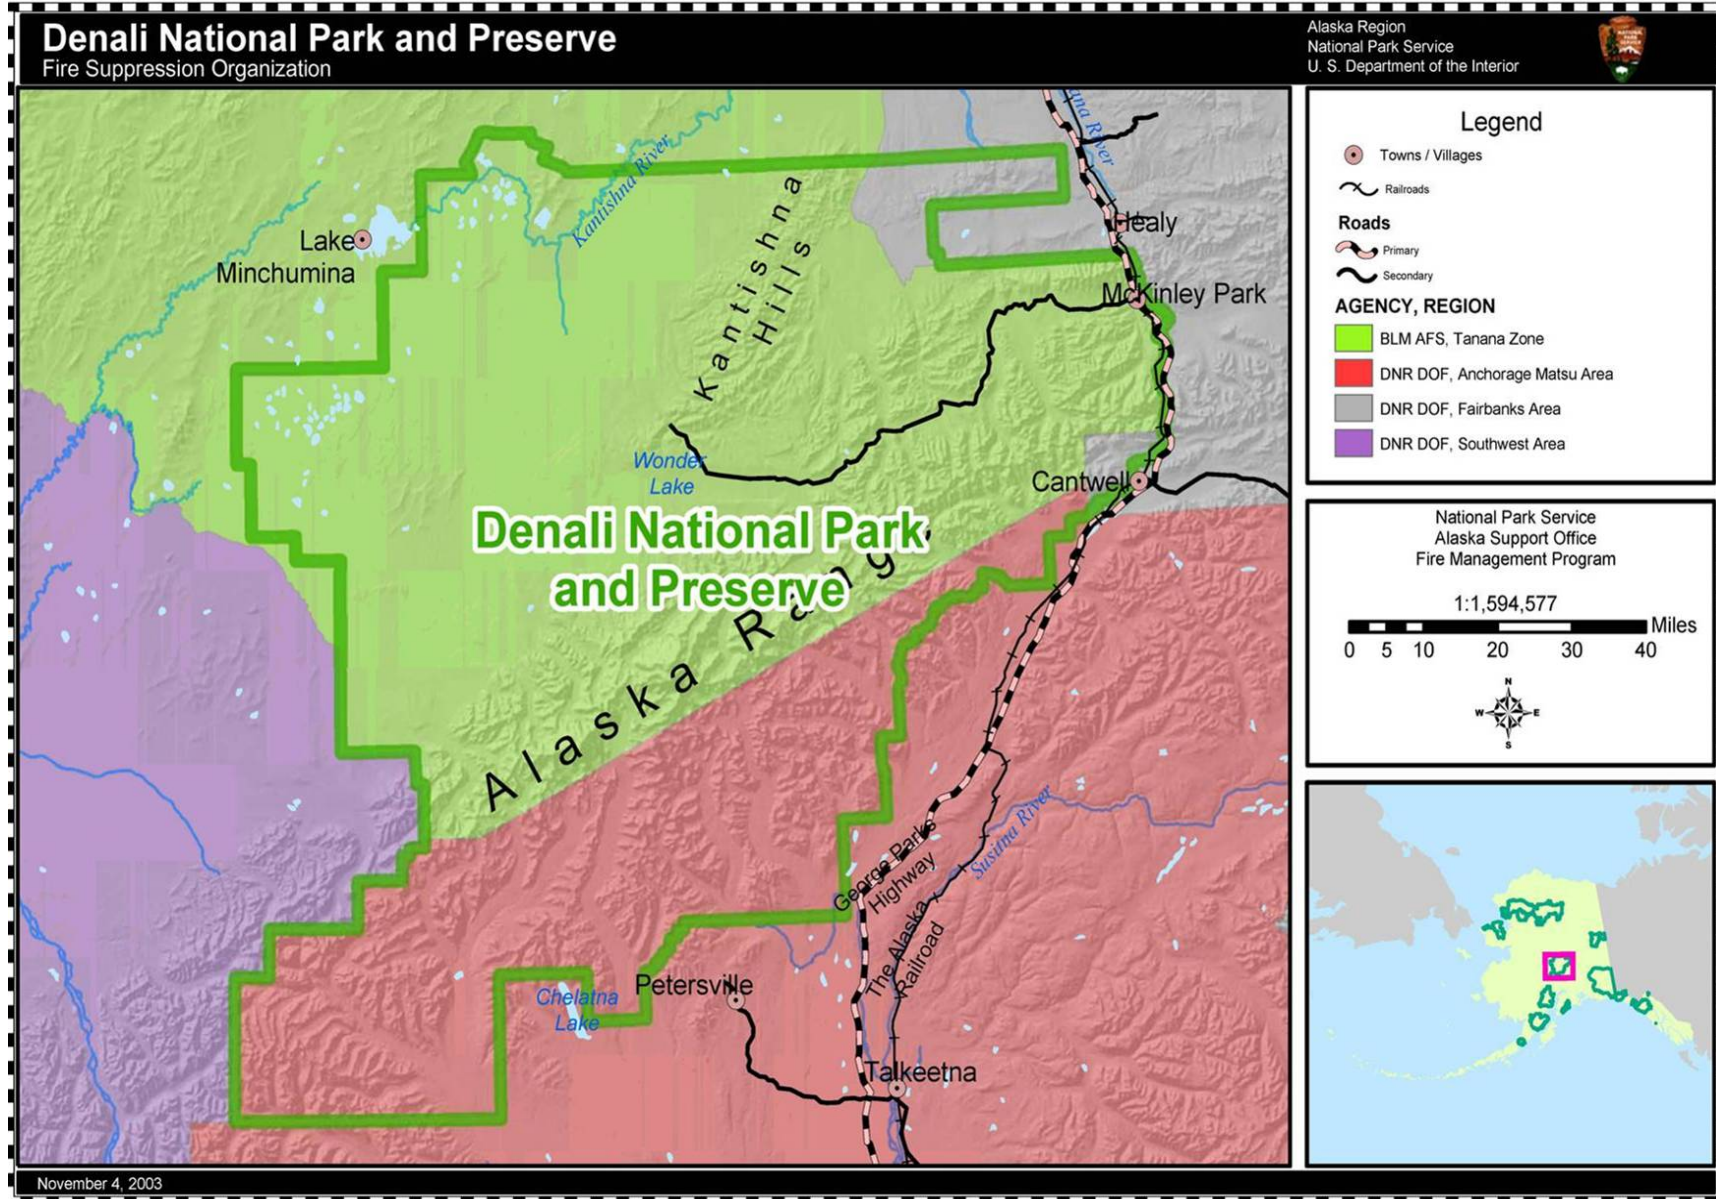 Denali National Park and Preserve
Fire Suppression Organization
Alaska Region
National Park Service
U. S. Department of the Interior
NATIONAL
PARK
SERVICE
Kantishna River
Lake
Minchumina
Kantishna
Hills
Healy
McKinley Park
Wonder
Lake
Cantwell
Denali National Park
and Preserve
Alaska
George Parks
Highway
Susitna River
The Alaska
Railroad
Petersville
Chelatna
Lake
Talkeetna
Legend
Towns / Villages
Railroads
Roads
Primary
Secondary
AGENCY, REGION
BLM AFS, Tanana Zone
DNR DOF, Anchorage Matsu Area
DNR DOF, Fairbanks Area
DNR DOF, Southwest Area
National Park Service
Alaska Support Office
Fire Management Program
1:1,594,577
Miles
0 5 10 20 30 40
N
W E
S
November 4, 2003